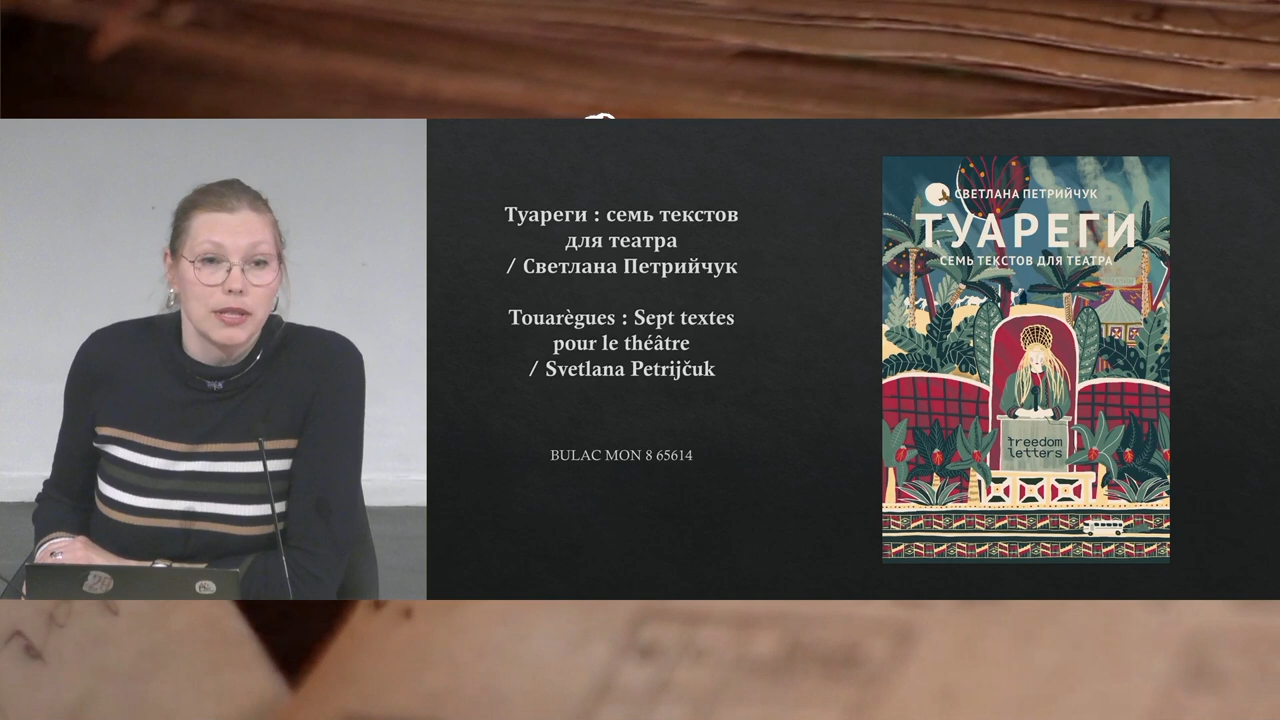 Туареги : семь текстов
для театра
/ Светлана Петрийчук
Touarègues : Sept textes
pour le théâtre
/ Svetlana Petrijčuk
BULAC MON 8 65614
СВЕТЛАНА ПЕТРИЙЧУК
ТУАРЕГИ
СЕМЬ ТЕКСТОВ ДЛЯ ТЕАТРА
freedom
letters